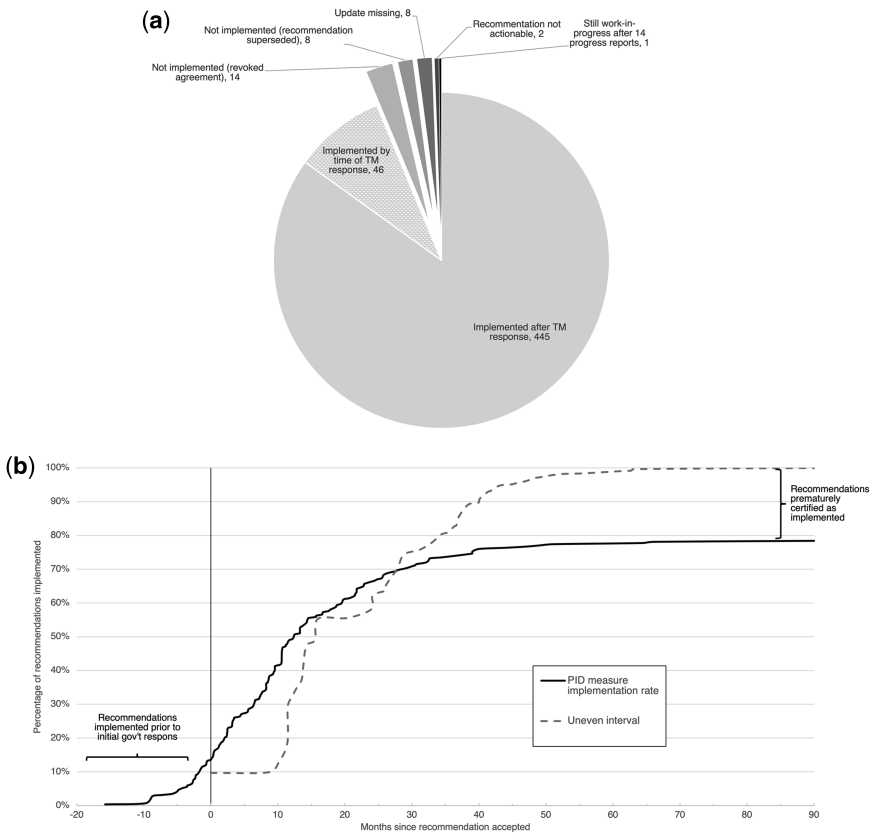 (a)
Update missing, 8
Recommentation not
actionable, 2
Still work-in-
progress after 14
progress reports, 1
Not implemented (recommendation
superseded), 8
Not implemented (revoked
agreement), 14
Implemented by
time of TM
response, 46
Implemented after TM
response, 445
(b)
100%
90%
80%
70%
60%
50%
40%
30%
20%
10%
0%
Percentage of recommendations implemented
Recommendations
prematurely
certified as
implemented
PID measure
implementation rate
Uneven interval
Recommendations
implemented prior to
initial gov't respons
-20
-10
0
10
20
30
40
50
60
70
80
90
Months since recommendation accepted